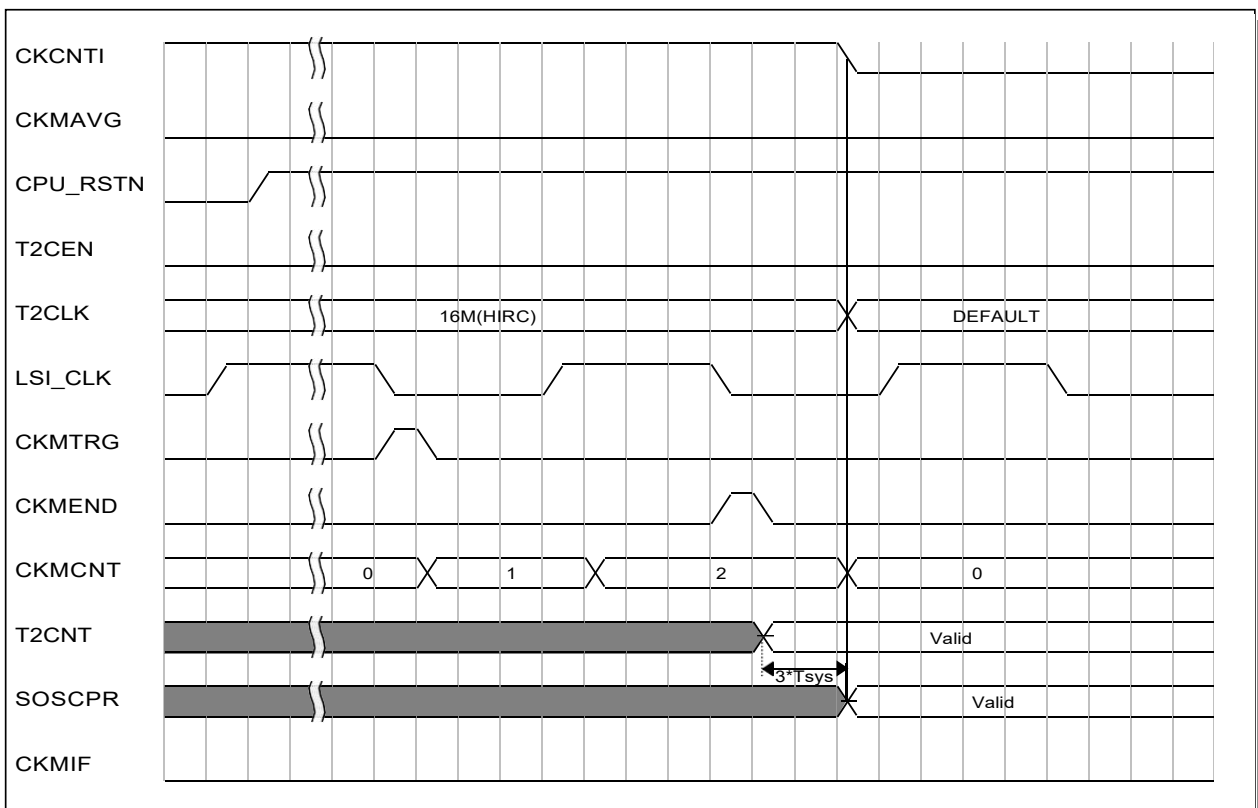 CKCNTI
CKMAVG
CPU_RSTN
T2CEN
T2CLK 16M(HIRC) DEFAULT
LSI_CLK
CKMTRG
CKMEND
CKMCNT 0 1 2 0
T2CNT Valid
3*Tsys
SOSCPR Valid
CKMIF